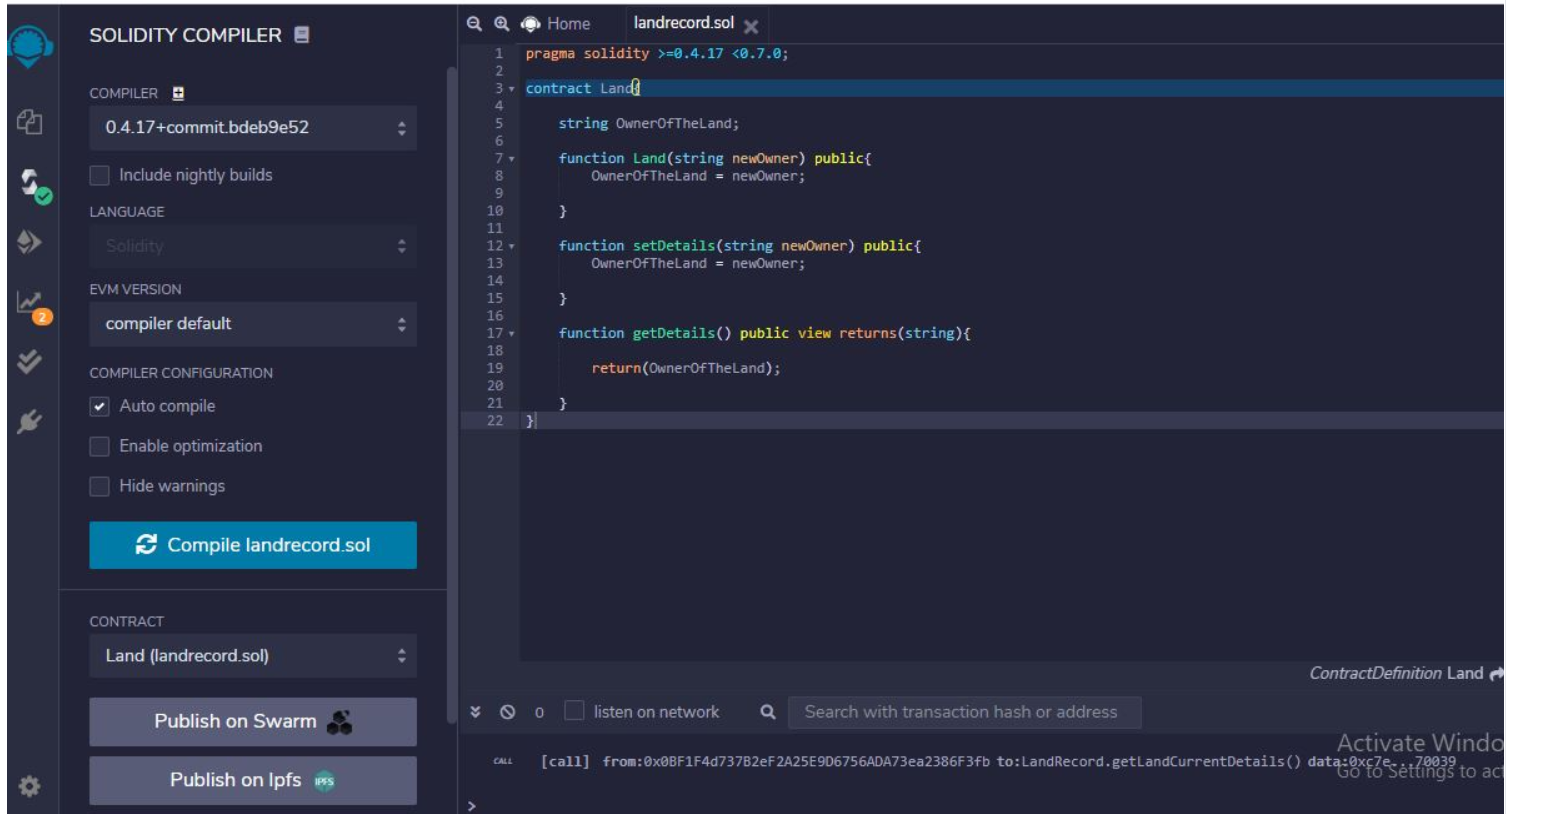 SOLIDITY COMPILER
COMPILER
0.4.17+commit.bdeb9e52
Include nightly builds
LANGUAGE
Solidity
EVM VERSION
compiler default
2
COMPILER CONFIGURATION
Auto compile
Enable optimization
Hide warnings
Compile landrecord.sol
CONTRACT
Land (landrecord.sol)
Publish on Swarm
Publish on Ipfs IPFS
Home landrecord.sol
1 pragma solidity >=0.4.17 <0.7.0;
2
3 contract Land{
4
5 string OwnerOfTheLand;
6
7 function Land(string newOwner) public{
8 OwnerOfTheLand = newOwner;
9
10 }
11
12 function setDetails(string newOwner) public{
13 OwnerOfTheLand = newOwner;
14
15 }
16
17 function getDetails() public view returns(string){
18
19 return(OwnerOfTheLand);
20
21 }
22 }
ContractDefinition Land
0 listen on network Search with transaction hash or address
CALL [call] from:0x0BF1F4d737B2eF2A25E9D6756ADA73ea2386F3fb to:LandRecord.getLandCurrentDetails() data:0xc7e...70039
>
Activate Windo
Go to Settings to act